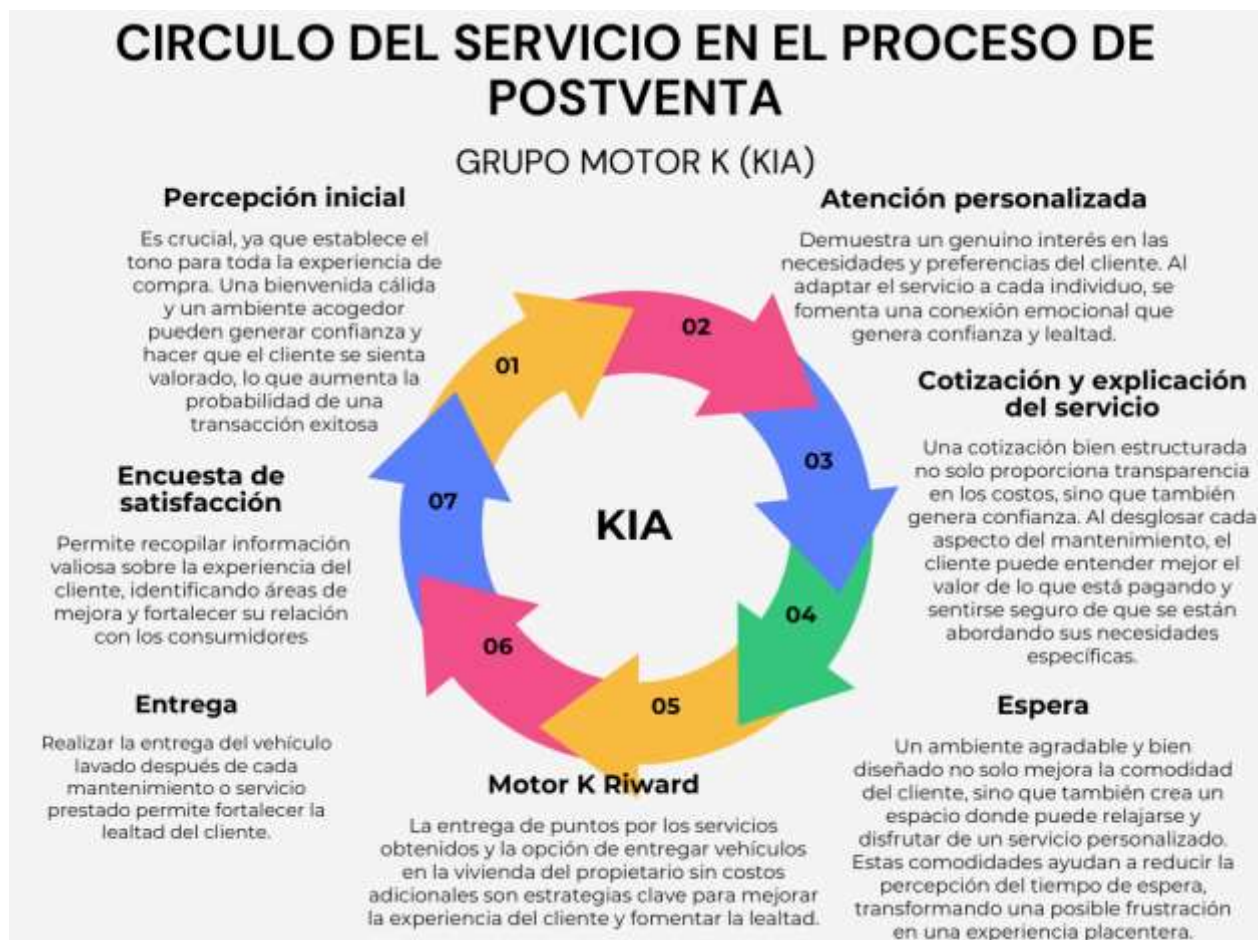 CIRCULO DEL SERVICIO EN EL PROCESO DE
POSTVENTA
GRUPO MOTOR K (KIA)
Percepción inicial
Es crucial, ya que establece el
tono para toda la experiencia de
compra. Una bienvenida cálida
y un ambiente acogedor
pueden generar confianza y
hacer que el cliente se sienta
valorado, lo que aumenta la
probabilidad de una
transacción exitosa
Atención personalizada
Demuestra un genuino interés en las
necesidades y preferencias del cliente. Al
adaptar el servicio a cada individuo, se
fomenta una conexión emocional que
genera confianza y lealtad.
Cotización y explicación
del servicio
Una cotización bien estructurada
no solo proporciona transparencia
en los costos, sino que también
genera confianza. Al desglosar cada
aspecto del mantenimiento, el
cliente puede entender mejor el
valor de lo que está pagando y
sentirse seguro de que se están
abordando sus necesidades
específicas.
Espera
Un ambiente agradable y bien
diseñado no solo mejora la comodidad
del cliente, sino que también crea un
espacio donde puede relajarse y
disfrutar de un servicio personalizado.
Estas comodidades ayudan a reducir la
percepción del tiempo de espera,
transformando una posible frustración
en una experiencia placentera.
Motor K Riward
La entrega de puntos por los servicios
obtenidos y la opción de entregar vehículos
en la vivienda del propietario sin costos
adicionales son estrategias clave para mejorar
la experiencia del cliente y fomentar la lealtad.
Entrega
Realizar la entrega del vehículo
lavado después de cada
mantenimiento o servicio
prestado permite fortalecer la
lealtad del cliente.
Encuesta de
satisfacción
Permite recopilar información
valiosa sobre la experiencia del
cliente, identificando áreas de
mejora y fortalecer su relación
con los consumidores
01
02
03
04
05
06
07
KIA